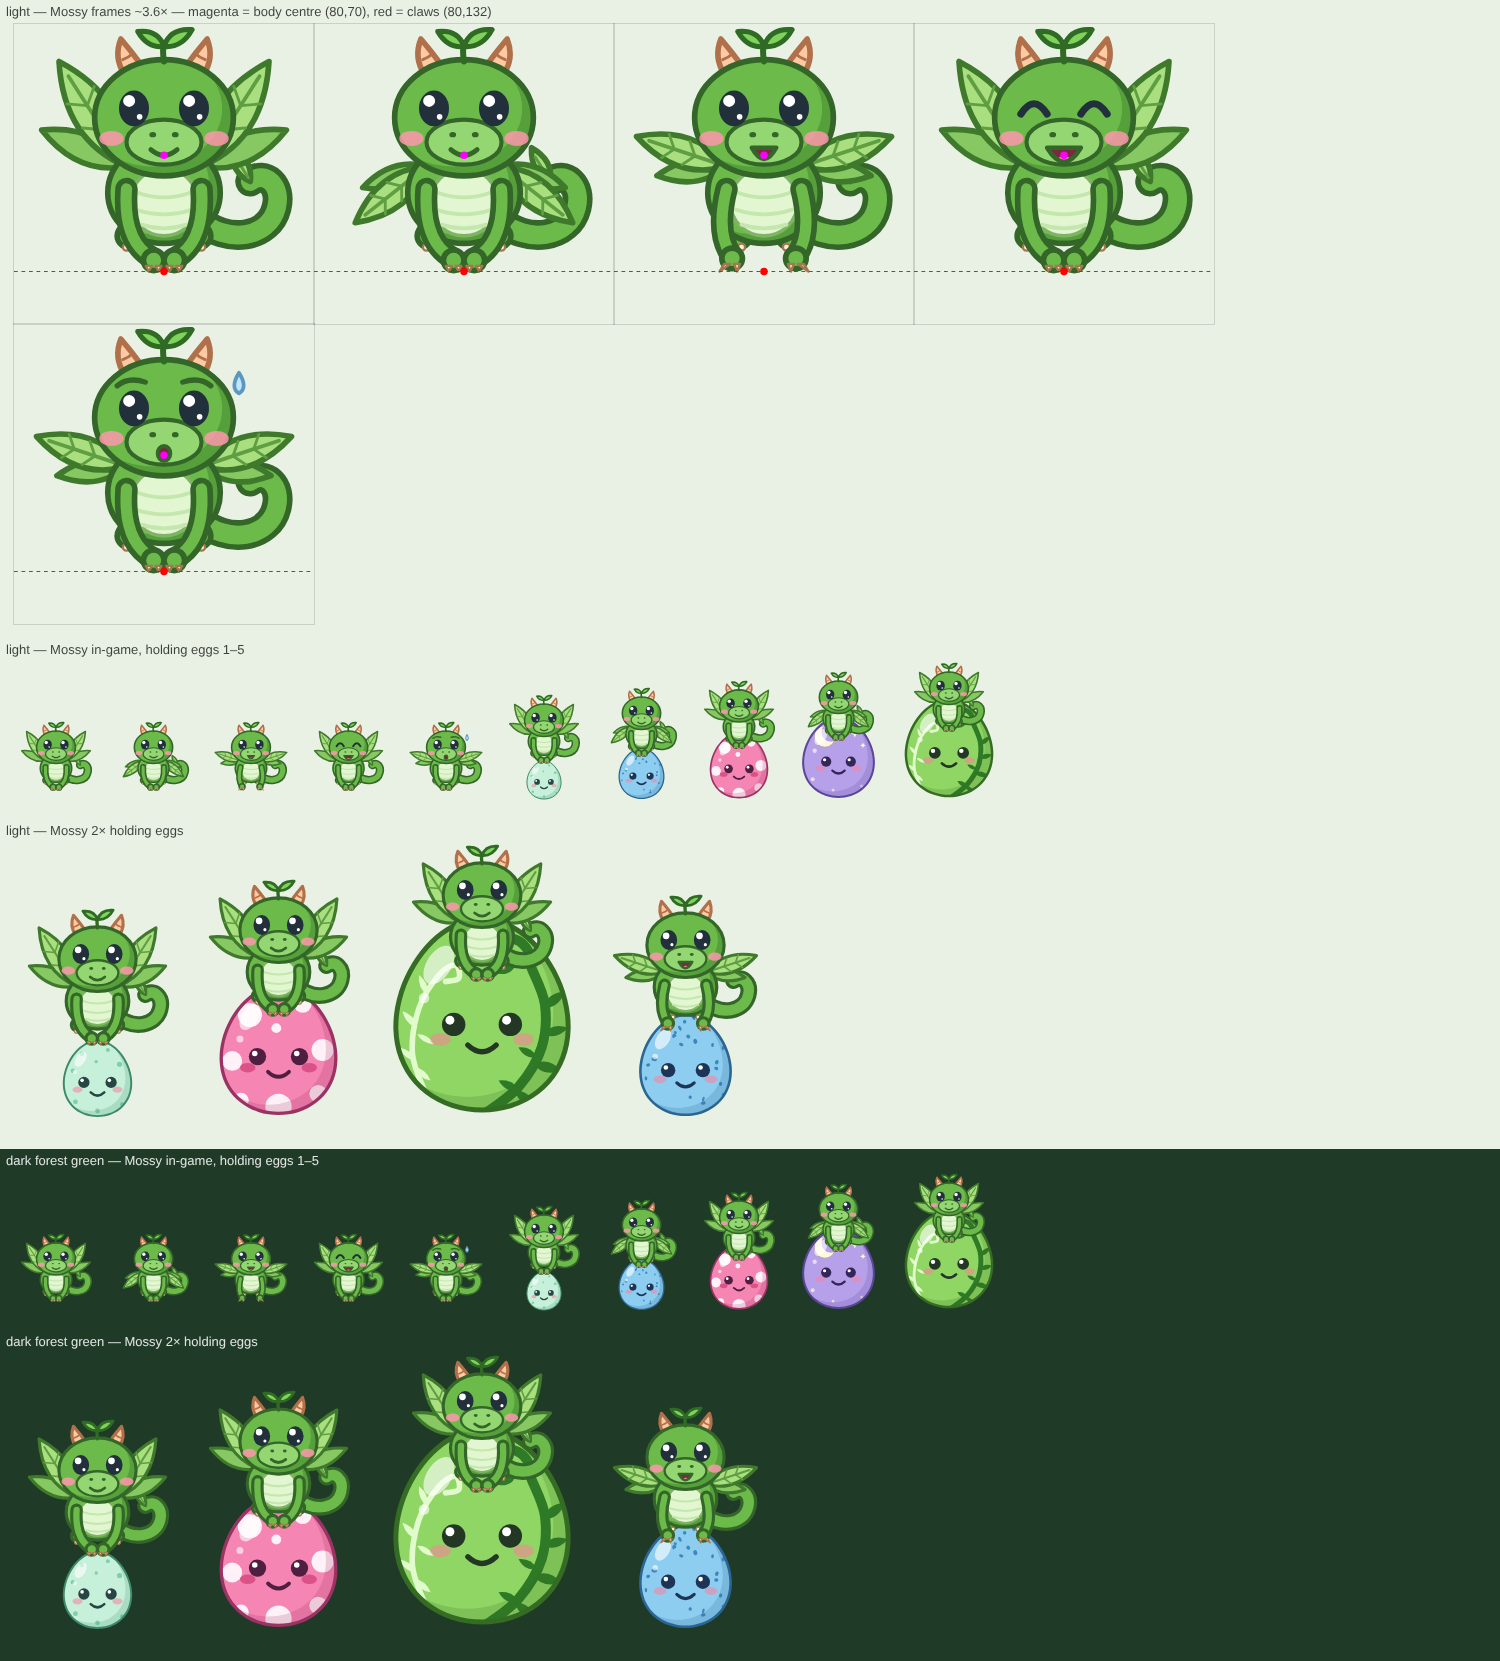 light — Mossy frames ~3.6× — magenta = body centre (80,70), red = claws (80,132)
light — Mossy in-game, holding eggs 1–5
light — Mossy 2× holding eggs
dark forest green — Mossy in-game, holding eggs 1–5
dark forest green — Mossy 2× holding eggs